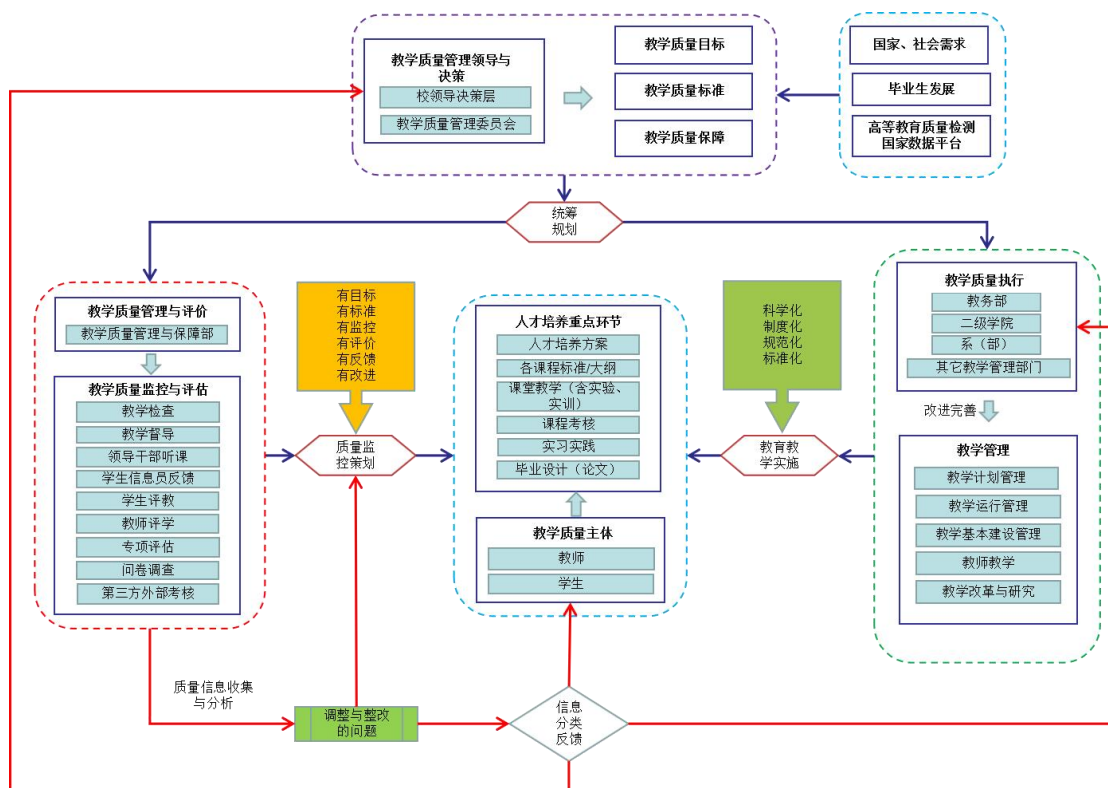 教学质量管理领导与
决策
校领导决策层
教学质量管理委员会
教学质量目标
教学质量标准
教学质量保障
国家、社会需求
毕业生发展
高等教育质量检测
国家数据平台
统筹
规划
教学质量管理与评价
教学质量管理与保障部
教学质量监控与评估
教学检查
教学督导
领导干部听课
学生信息员反馈
学生评教
教师评学
专项评估
问卷调查
第三方外部考核
有目标
有标准
有监控
有评价
有反馈
有改进
质量监
控策划
人才培养重点环节
人才培养方案
各课程标准/大纲
课堂教学（含实验、
实训）
课程考核
实习实践
毕业设计（论文）
教学质量主体
教师
学生
科学化
制度化
规范化
标准化
教育教
学实施
教学质量执行
教务部
二级学院
系（部）
其它教学管理部门
改进完善
教学管理
教学计划管理
教学运行管理
教学基本建设管理
教师教学
教学改革与研究
质量信息收集
与分析
调整与整改
的问题
信息
分类
反馈